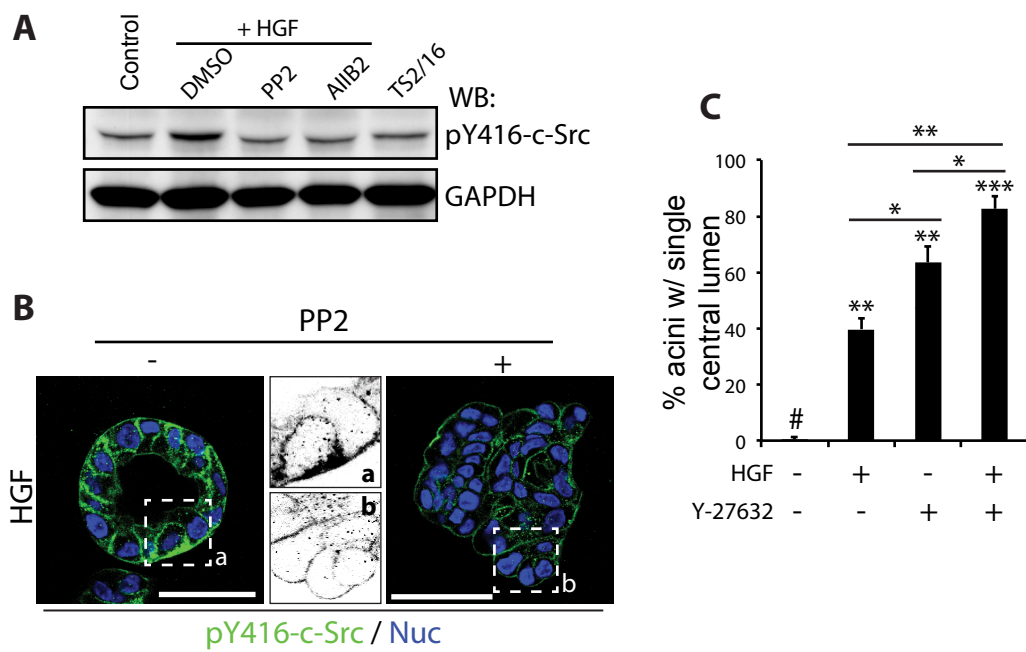 A
+ HGF
Control
DMSO
PP2
AIIB2
TS2/16
WB:
pY416-c-Src
GAPDH
B
PP2
- +
HGF
a
a
b
b
pY416-c-Src / Nuc
C
% acini w/ single
central lumen
100
80
60
40
20
0
#
**
**
***
*
*
**
HGF - + - +
Y-27632 - - + +